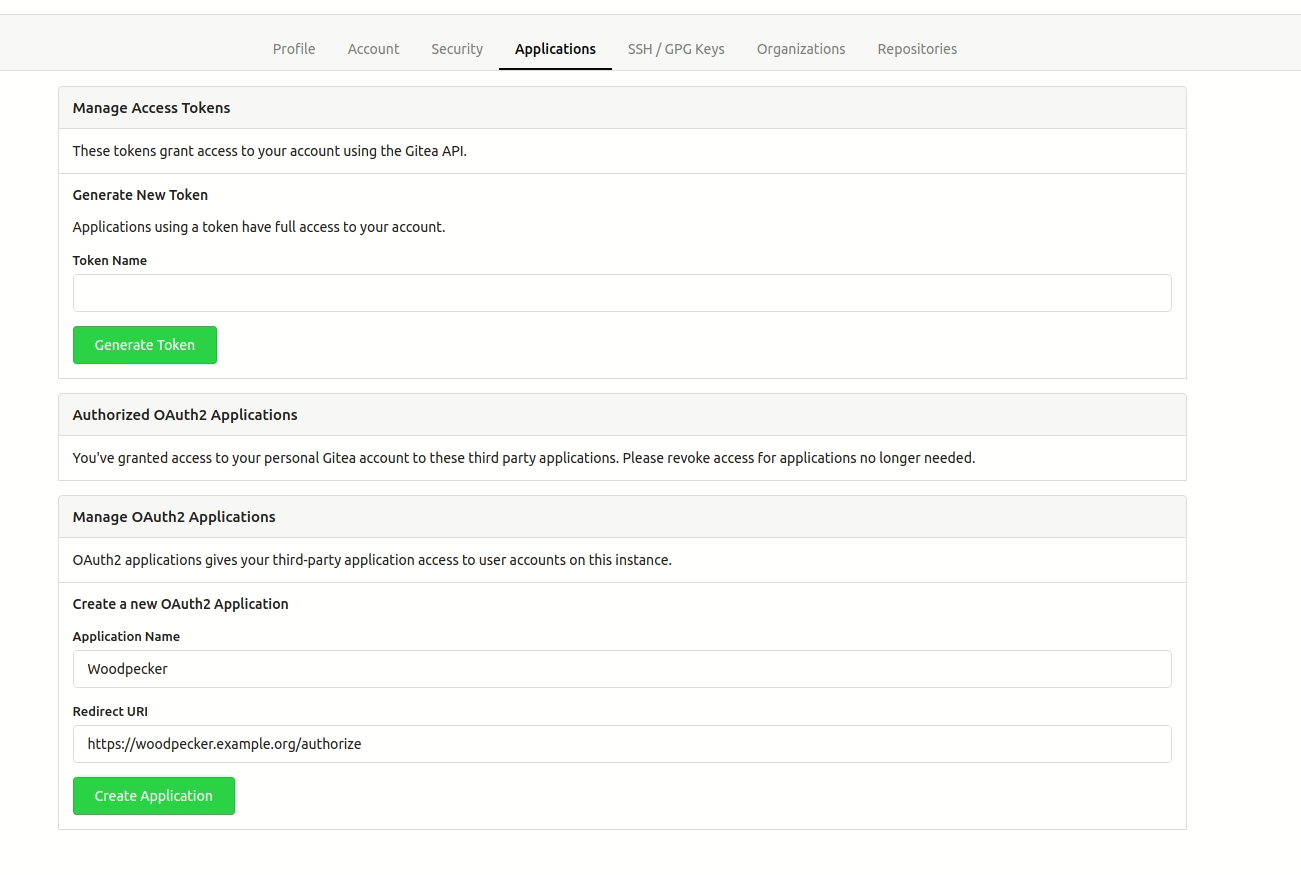 Profile Account Security Applications SSH / GPG Keys Organizations Repositories
Manage Access Tokens
These tokens grant access to your account using the Gitea API.
Generate New Token
Applications using a token have full access to your account.
Token Name
Generate Token
Authorized OAuth2 Applications
You've granted access to your personal Gitea account to these third party applications. Please revoke access for applications no longer needed.
Manage OAuth2 Applications
OAuth2 applications gives your third-party application access to user accounts on this instance.
Create a new OAuth2 Application
Application Name
Woodpecker
Redirect URI
https://woodpecker.example.org/authorize
Create Application